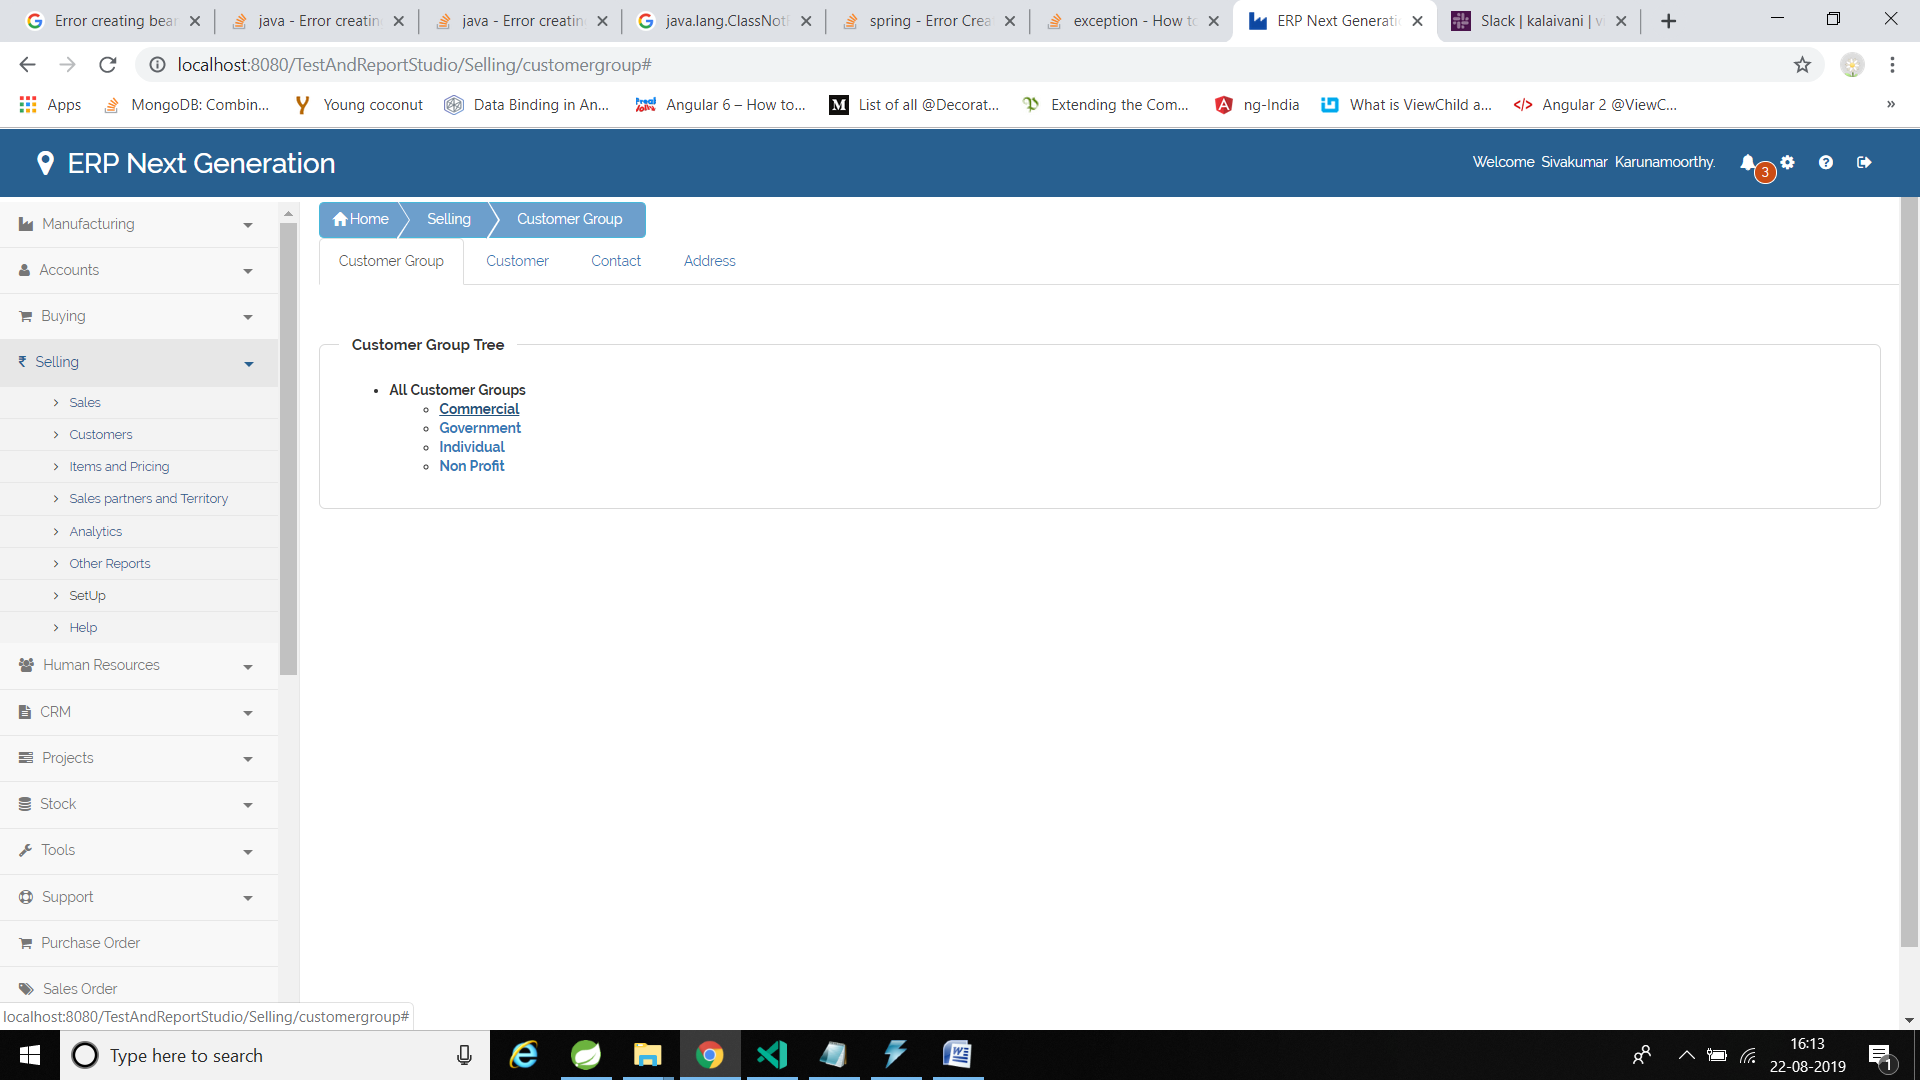 Error creating bear
java - Error creatin
java - Error creatin
java.lang.ClassNot
spring - Error Crea
exception - How to
ERP Next Generati
Slack | kalaivani | v
localhost:8080/TestAndReportStudio/Selling/customergroup#
Apps
MongoDB: Combin...
Young coconut
Data Binding in An...
Angular 6 – How to...
List of all @Decorat...
Extending the Com...
ng-India
What is ViewChild a...
Angular 2 @ViewC...
»
ERP Next Generation
Welcome Sivakumar Karunamoorthy.
3
Manufacturing
Accounts
Buying
Selling
Sales
Customers
Items and Pricing
Sales partners and Territory
Analytics
Other Reports
SetUp
Help
Human Resources
CRM
Projects
Stock
Tools
Support
Purchase Order
Sales Order
Home Selling Customer Group
Customer Group Customer Contact Address
Customer Group Tree
All Customer Groups
Commercial
Government
Individual
Non Profit
localhost:8080/TestAndReportStudio/Selling/customergroup#
Type here to search
16:13
22-08-2019
1